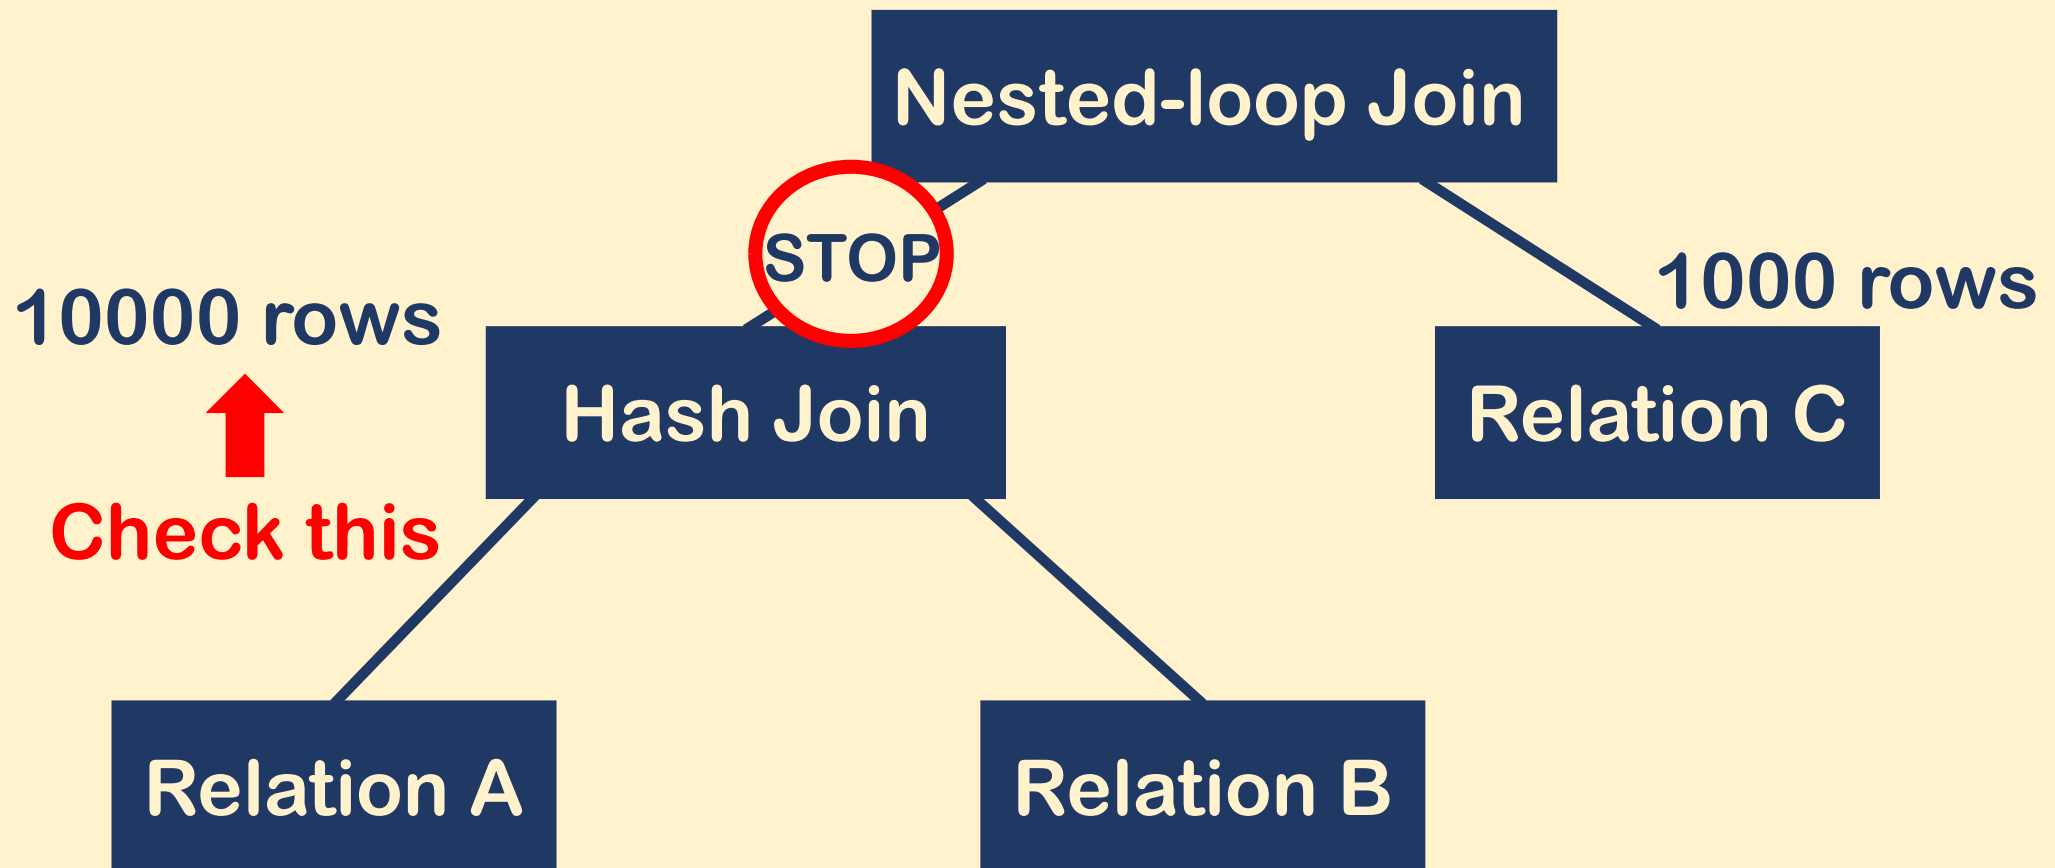 Nested-loop Join
STOP
1000 rows
10000 rows
Hash Join
Relation C
Check this
Relation A
Relation B